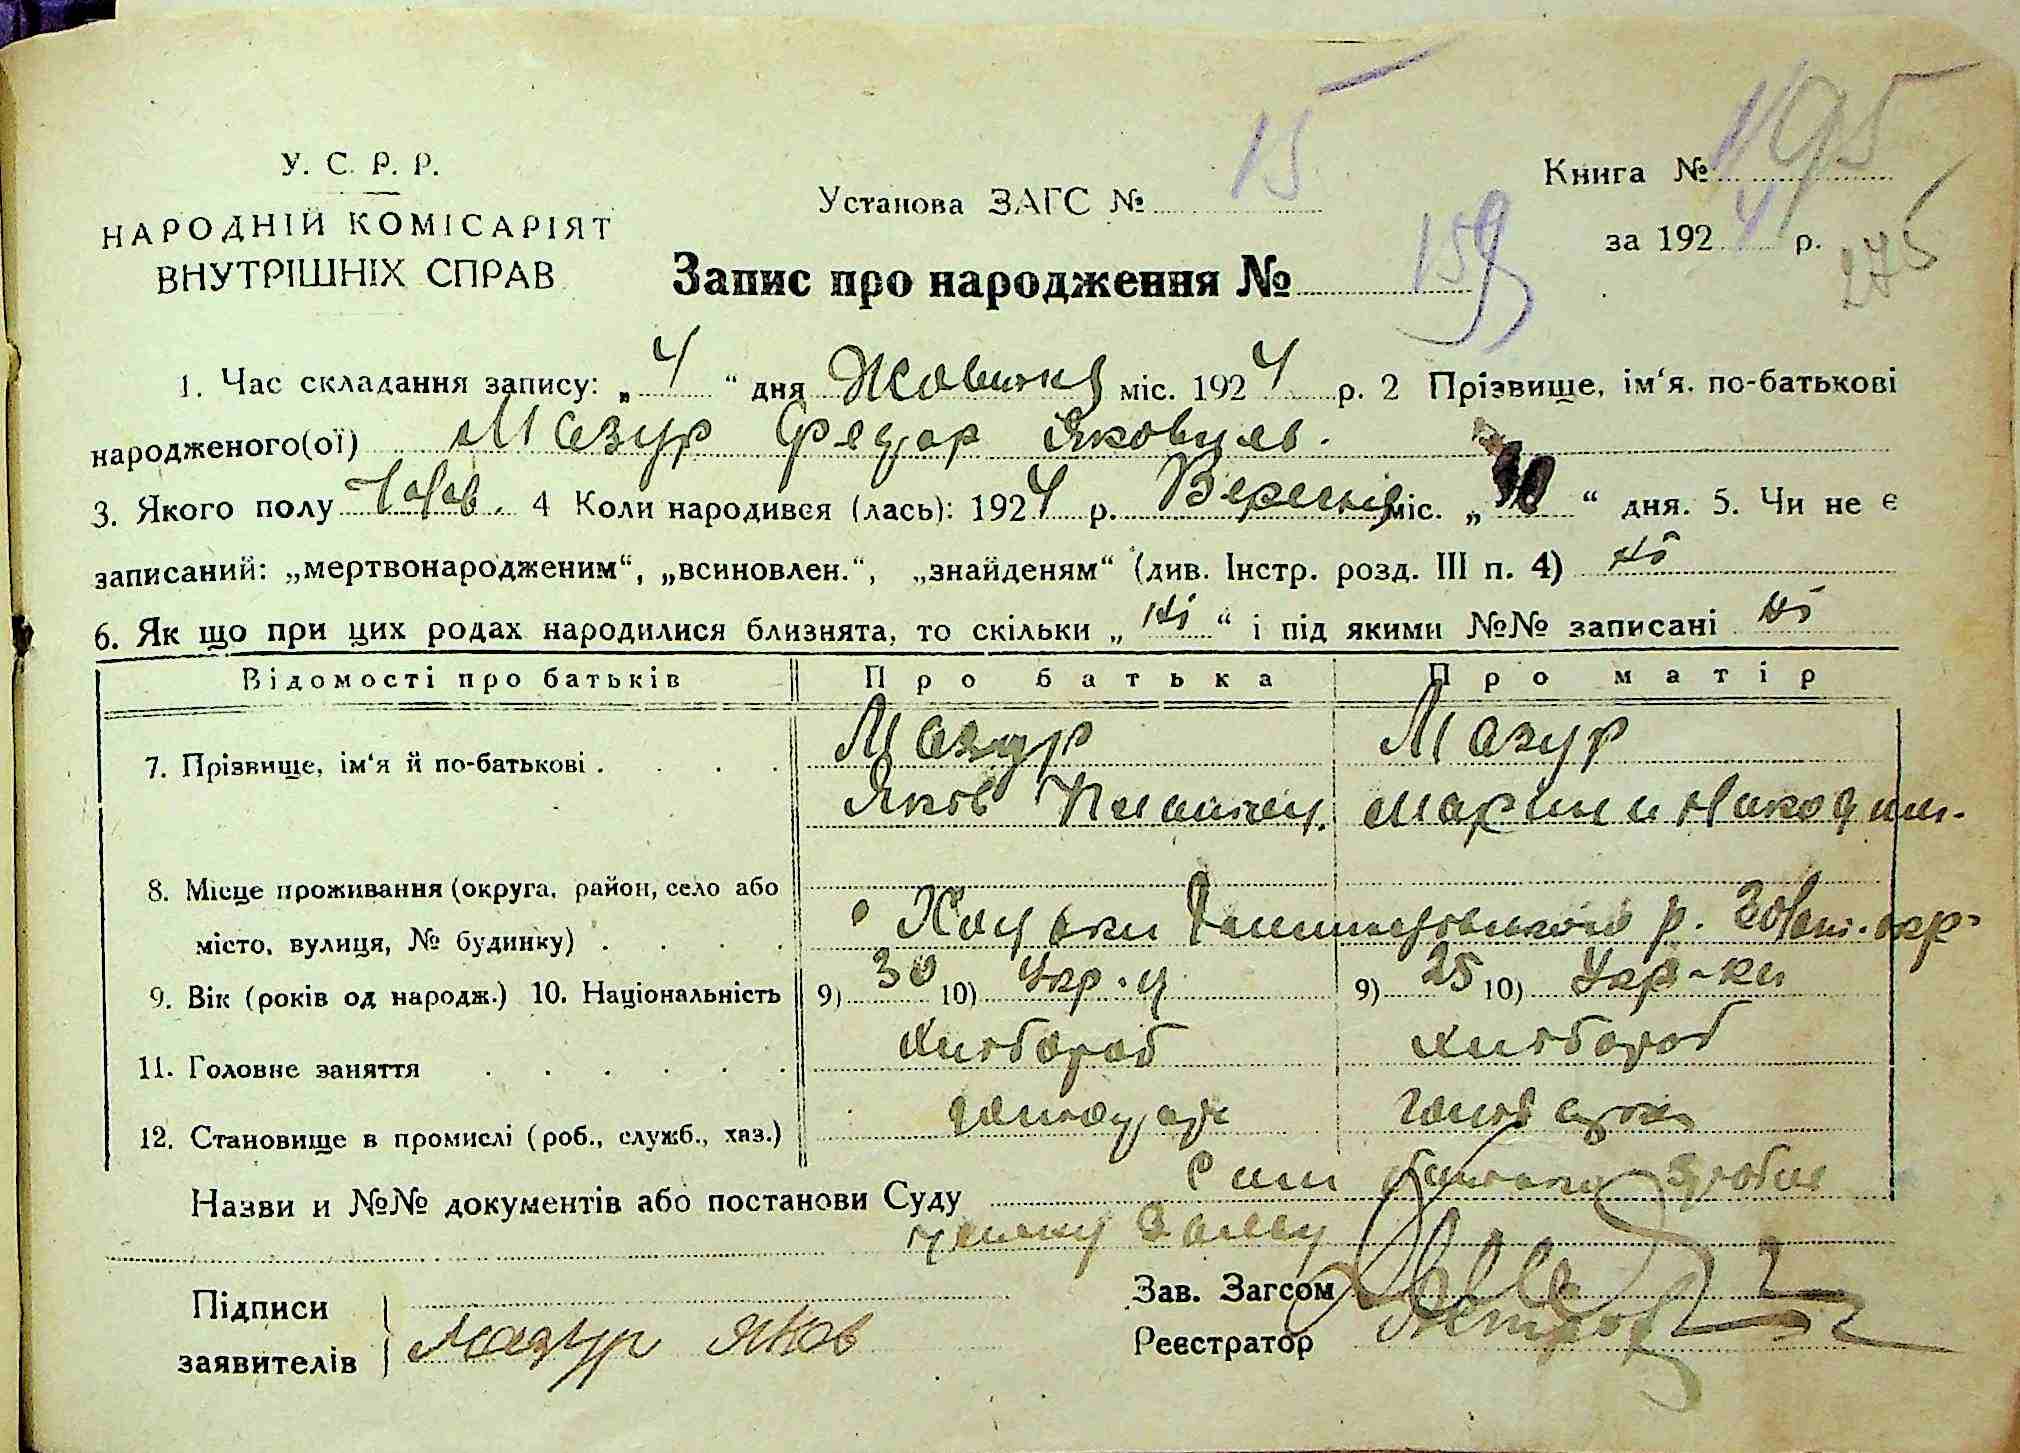 У. С. Р. Р.
НАРОДНІЙ КОМІСАРІЯТ
ВНУТРІШНІХ СПРАВ
Установа ЗАГС № 15
Книга № 195
за 1924 р.
275
Запис про народження № 159
1. Час складання запису: „4“ дня Жовтня міс. 1924 р. 2 Прізвище, ім‘я, по-батькові
народженого(ої) Мазур Федор Яковлев.
3. Якого полу Чолов. 4 Коли народився (лась): 1924 р. Вересня міс. „ “ дня. 5. Чи не є
записаний: „мертвонародженим“, „всиновлен.“, „знайденям“ (див. Інстр. розд. III п. 4) ні
6. Як що при цих родах народилися близнята, то скільки „ні“ і під якими №№ записані ні
Відомості про батьків Про батька Про матір
7. Прізвище, ім‘я й по-батькові . . . . Мазур Мазур
Яков
8. Місце проживання (округа, район, село або
місто, вулиця, № будинку) . . . . р.
9. Вік (років од народж.) 10. Національність 9) 30 10) Укр-ц 9) 25 10) Укр-ки
11. Головне заняття . . . . . . Хлібороб Хлібороб
12. Становище в промислі (роб., служб., хаз.)
Назви и №№ документів або постанови Суду
Підписи
заявителів Мазур Яков
Зав. Загсом
Реєстратор